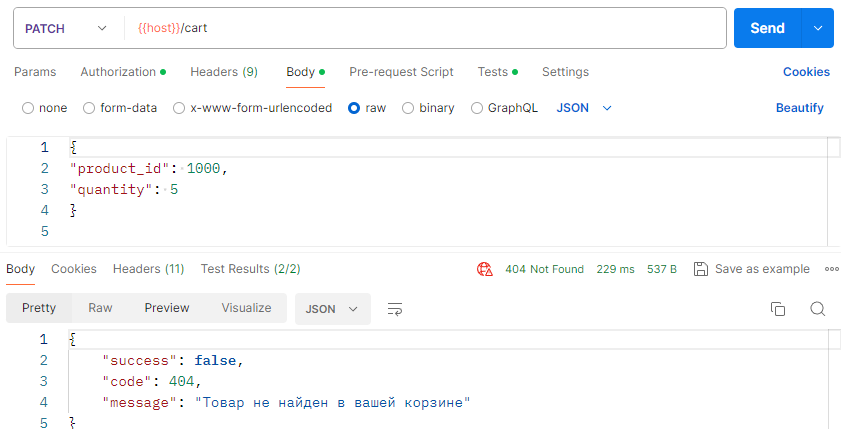 PATCH {{host}}/cart Send
Params Authorization Headers (9) Body Pre-request Script Tests Settings Cookies
none form-data x-www-form-urlencoded raw binary GraphQL JSON Beautify
1 {
2 "product_id": 1000,
3 "quantity": 5
4 }
5
Body Cookies Headers (11) Test Results (2/2) 404 Not Found 229 ms 537 B Save as example
Pretty Raw Preview Visualize JSON
1 {
2 "success": false,
3 "code": 404,
4 "message": "Товар не найден в вашей корзине"
5 }